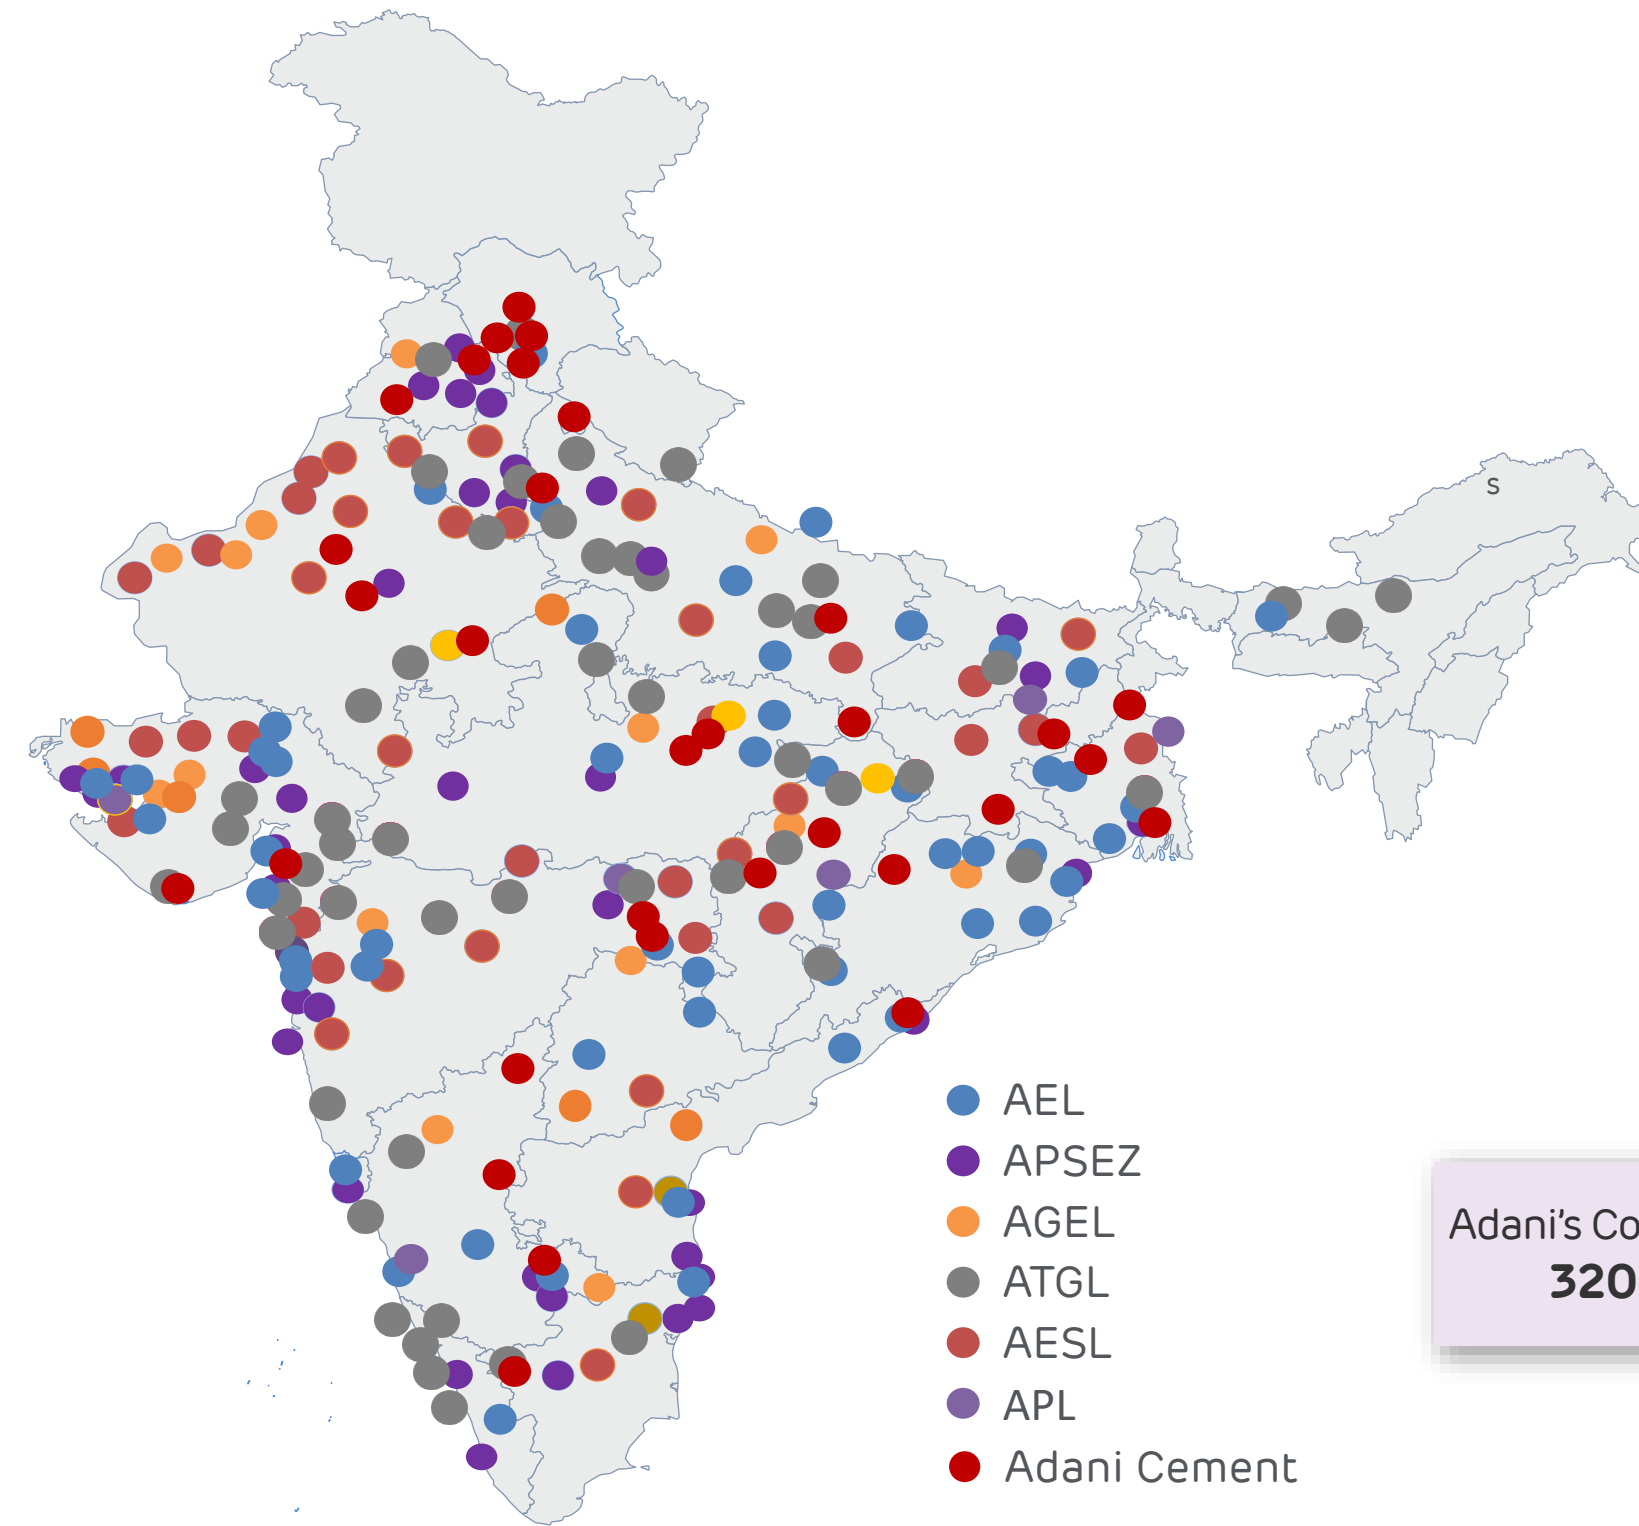 s
AEL
APSEZ
AGEL
ATGL
AESL
APL
Adani Cement
Adani's Co
320